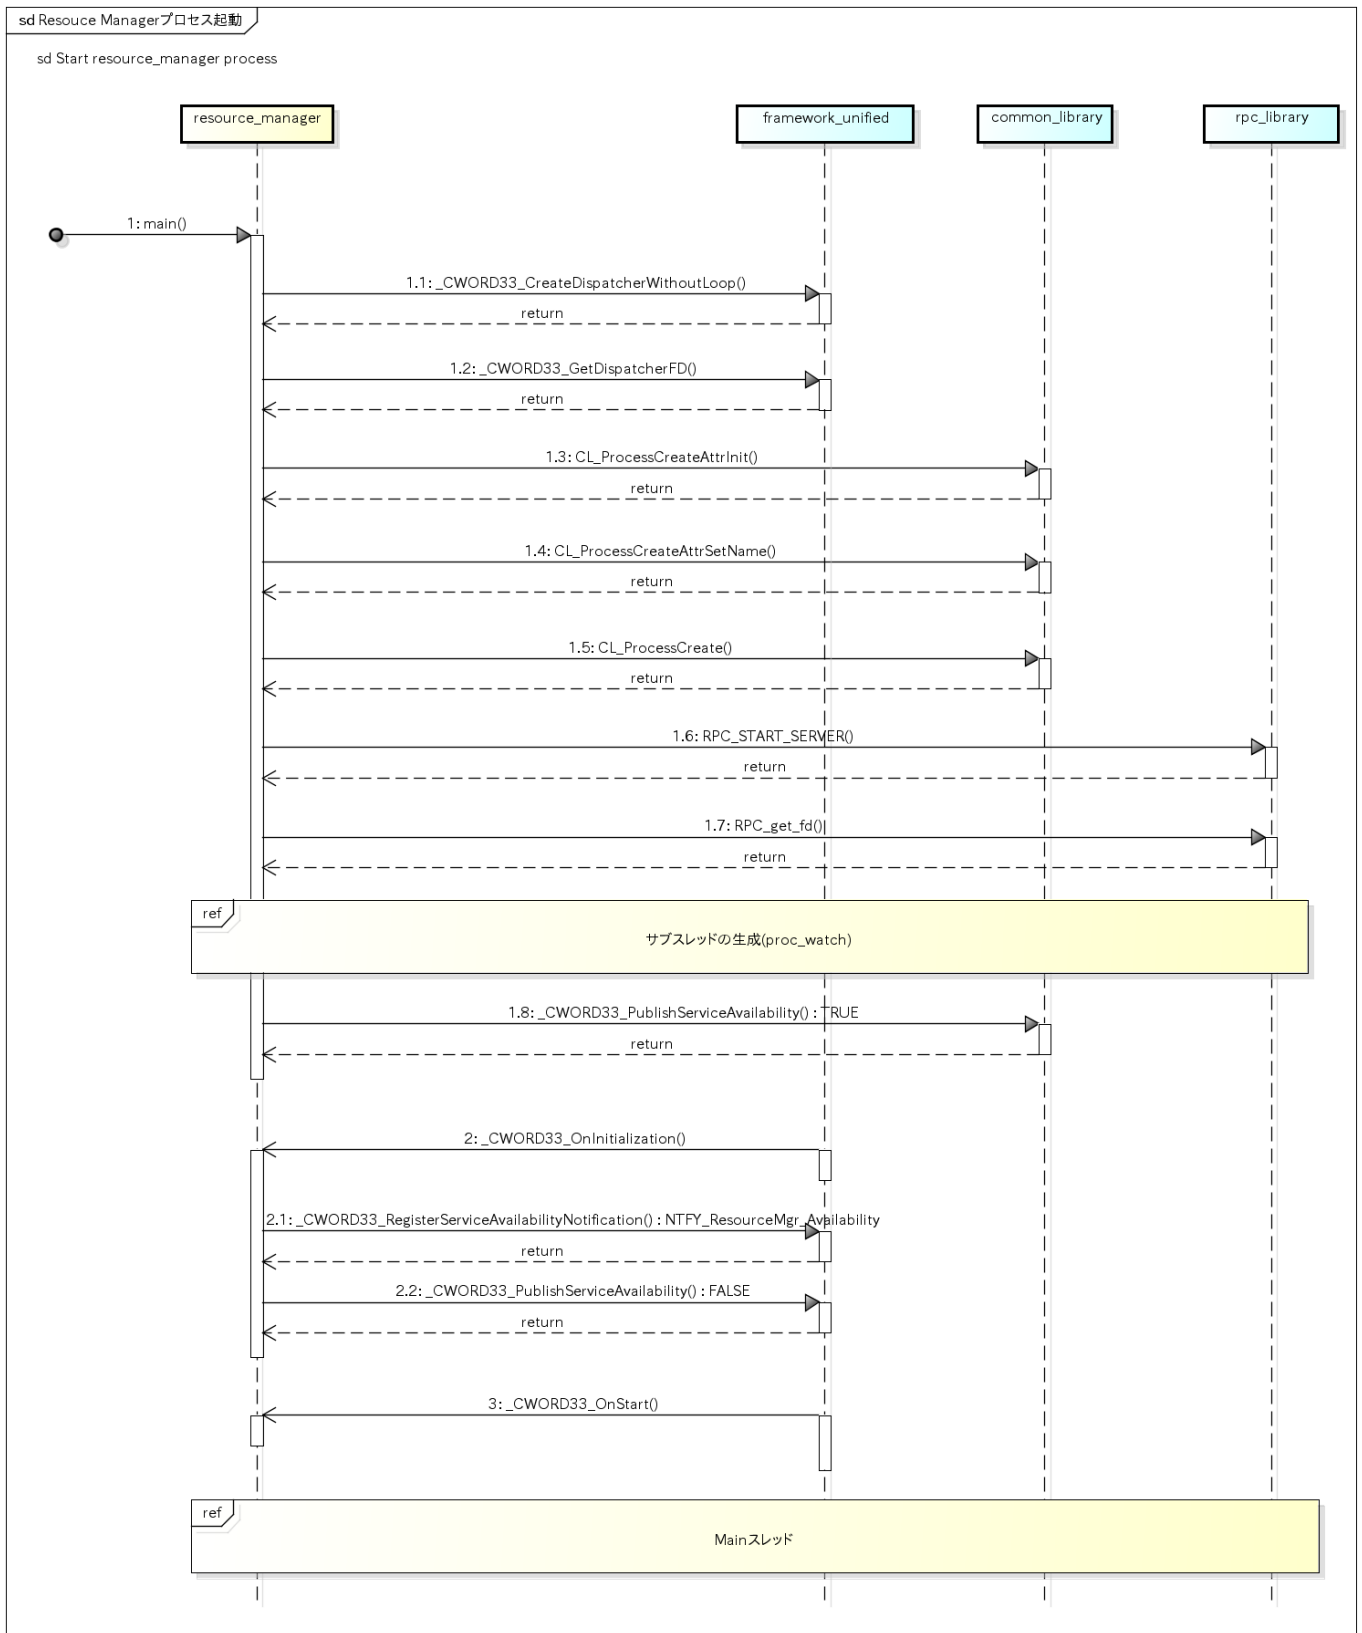 sd Resouce Managerプロセス起動
sd Start resource_manager process
resource_manager
framework_unified
common_library
rpc_library
1: main()
1.1: _CWORD33_CreateDispatcherWithoutLoop()
return
1.2: _CWORD33_GetDispatcherFD()
return
1.3: CL_ProcessCreateAttrInit()
return
1.4: CL_ProcessCreateAttrSetName()
return
1.5: CL_ProcessCreate()
return
1.6: RPC_START_SERVER()
return
1.7: RPC_get_fd()
return
ref
サブスレッドの生成(proc_watch)
1.8: _CWORD33_PublishServiceAvailability() : TRUE
return
2: _CWORD33_OnInitialization()
2.1: _CWORD33_RegisterServiceAvailabilityNotification() : NTFY_ResourceMgr_Availability
return
2.2: _CWORD33_PublishServiceAvailability() : FALSE
return
3: _CWORD33_OnStart()
ref
Mainスレッド